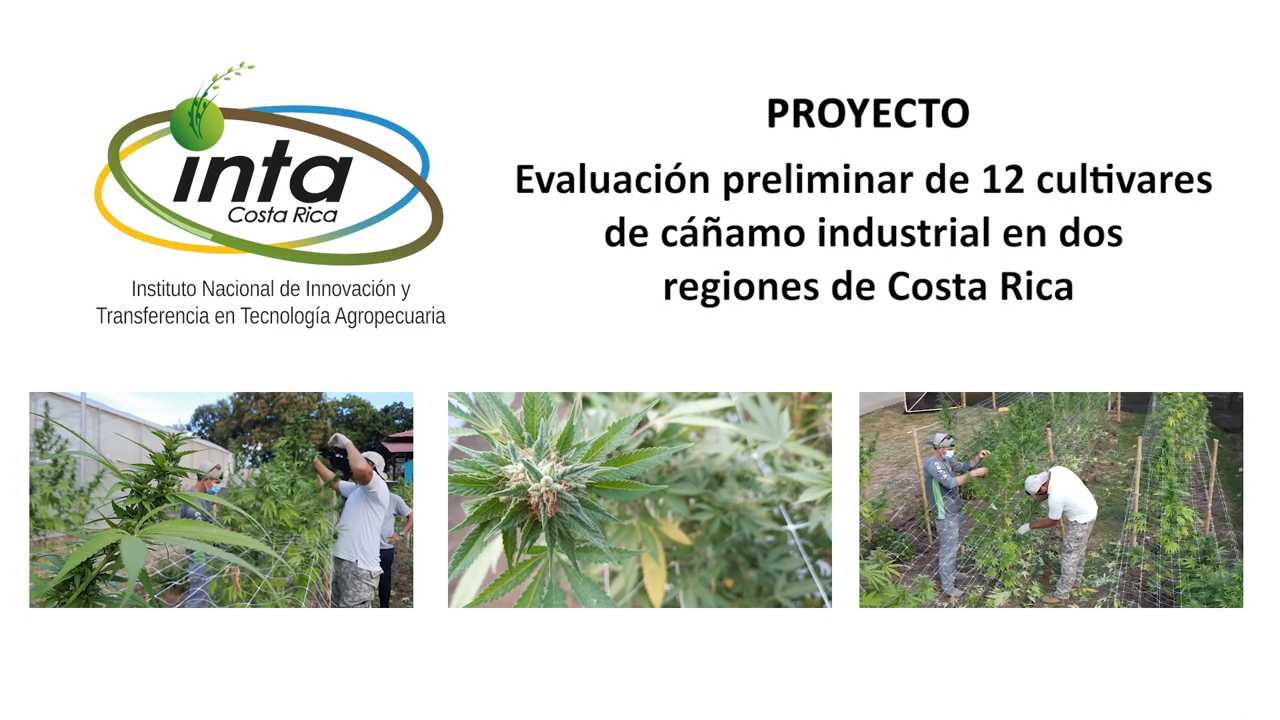 inta
Costa Rica
Instituto Nacional de Innovación y
Transferencia en Tecnología Agropecuaria
PROYECTO
Evaluación preliminar de 12 cultivares
de cáñamo industrial en dos
regiones de Costa Rica